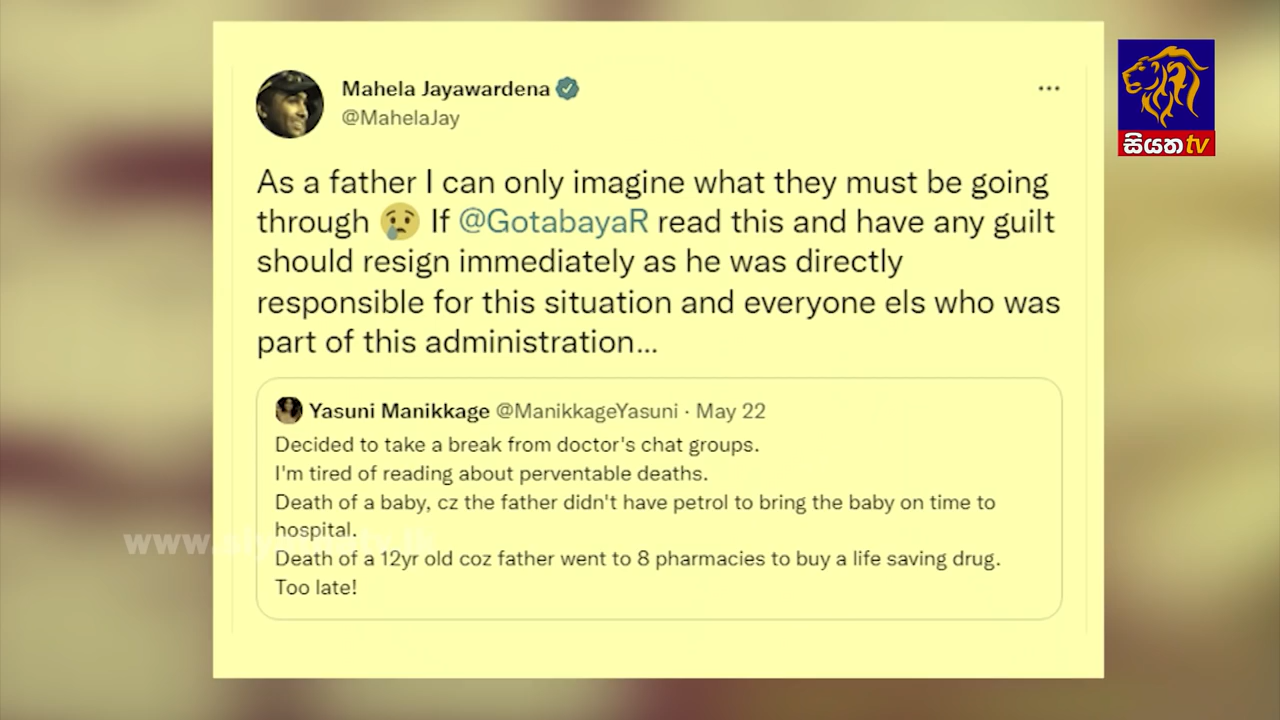 Mahela Jayawardena
@MahelaJay
සියත tv
As a father I can only imagine what they must be going
through 😢 If @GotabayaR read this and have any guilt
should resign immediately as he was directly
responsible for this situation and everyone els who was
part of this administration...
Yasuni Manikkage @ManikkageYasuni · May 22
Decided to take a break from doctor's chat groups.
I'm tired of reading about perventable deaths.
Death of a baby, cz the father didn't have petrol to bring the baby on time to
hospital.
Death of a 12yr old coz father went to 8 pharmacies to buy a life saving drug.
Too late!